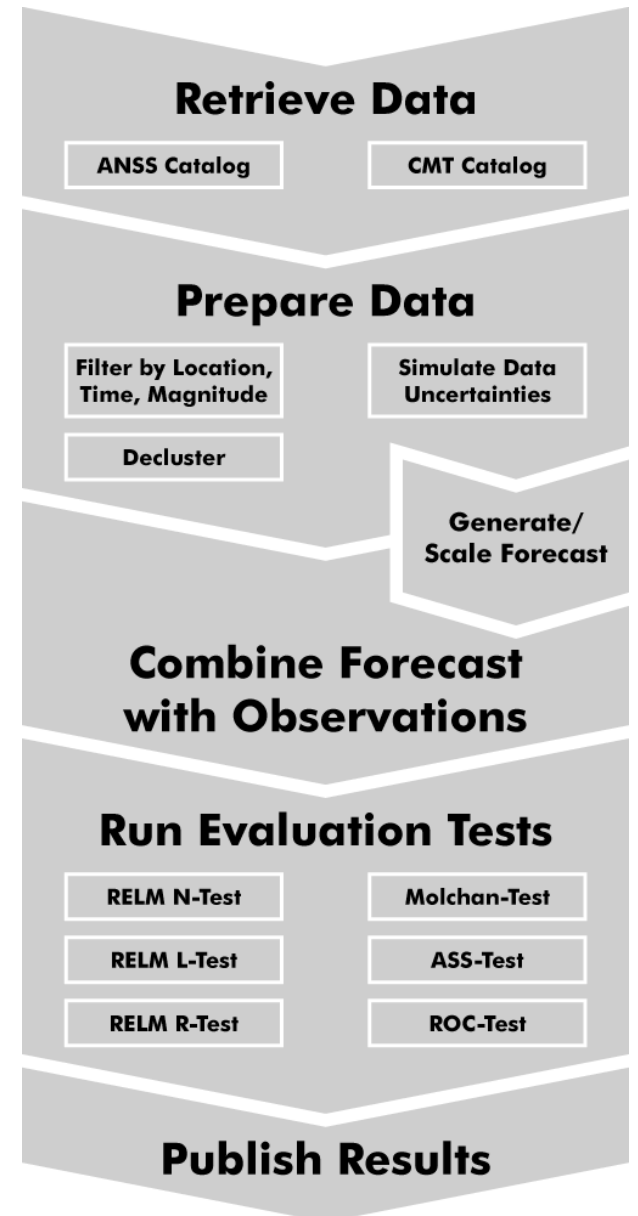 Retrieve Data
ANSS Catalog
CMT Catalog
Prepare Data
Filter by Location,
Time, Magnitude
Simulate Data
Uncertainties
Decluster
Generate/
Scale Forecast
Combine Forecast
with Observations
Run Evaluation Tests
RELM N-Test
Molchan-Test
RELM L-Test
ASS-Test
RELM R-Test
ROC-Test
Publish Results